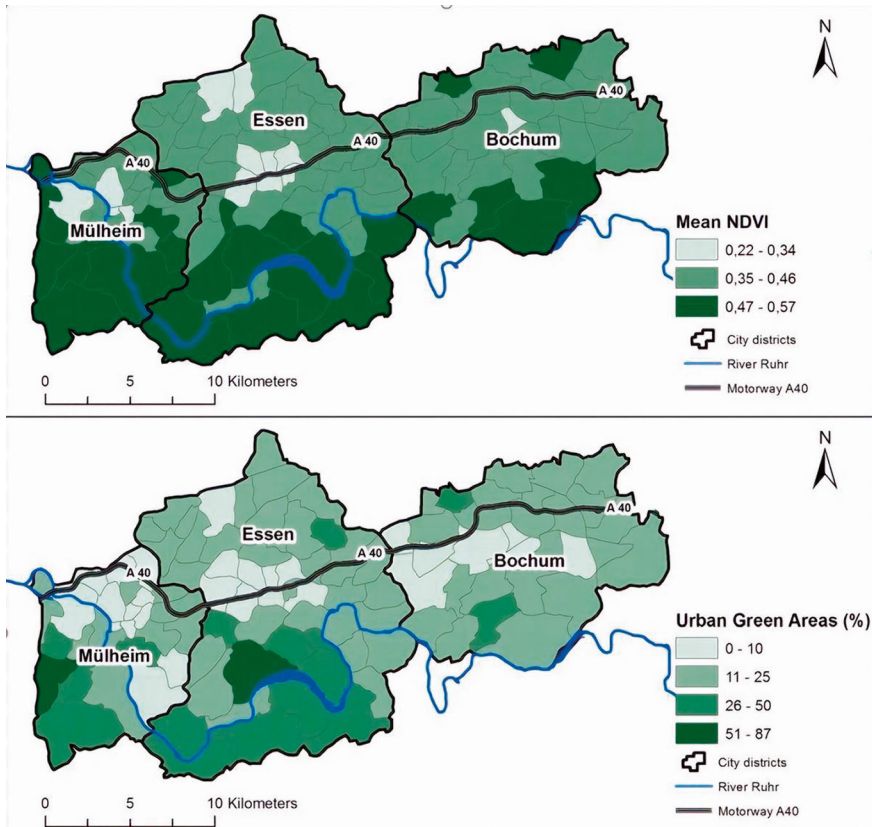 N
Essen
A 40
A 40
Bochum
A 40
Mülheim
Mean NDVI
0,22 - 0,34
0,35 - 0,46
0,47 - 0,57
City districts
River Ruhr
Motorway A40
0 5 10 Kilometers
N
Essen
A 40
A 40
Bochum
A 40
Mülheim
Urban Green Areas (%)
0 - 10
11 - 25
26 - 50
51 - 87
City districts
River Ruhr
Motorway A40
0 5 10 Kilometers